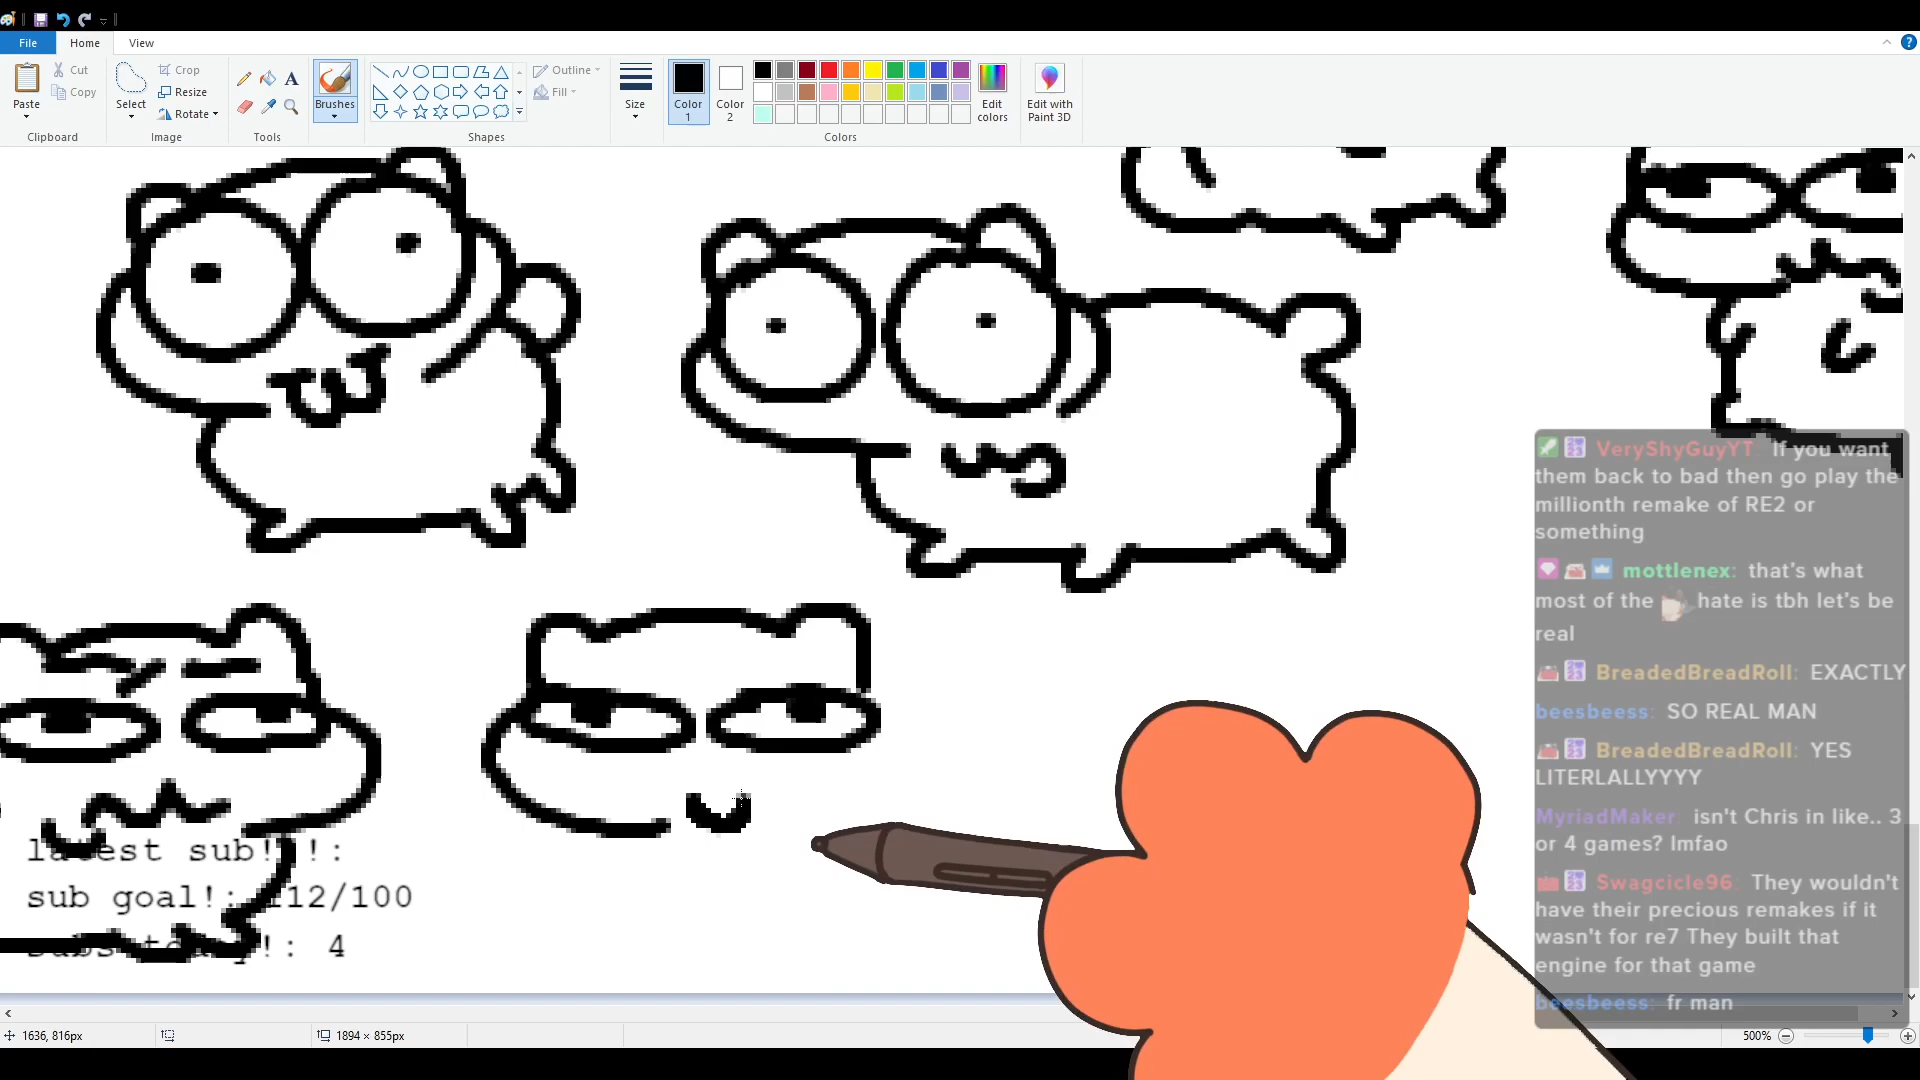 File Home View
Paste
Cut
Copy
Clipboard
Select
Crop
Resize
Rotate
Image
Tools
Brushes
Shapes
Outline
Fill
Size
Color 1
Color 2
Colors
Edit colors
Edit with Paint 3D
VeryShyGuyYT: If you want
them back to bad then go play the
millionth remake of RE2 or
something
mottlenex: that's what
most of the hate is tbh let's be
real
BreadedBreadRoll: EXACTLY
beesbeess: SO REAL MAN
BreadedBreadRoll: YES
LITERLALLYYYY
MyriadMaker: isn't Chris in like.. 3
or 4 games? lmfao
Swagcicle96: They wouldn't
have their precious remakes if it
wasn't for re7 They built that
engine for that game
beesbeess: fr man
latest sub!!!:
sub goal!: 112/100
subs today!: 4
1636, 816px
1894 × 855px
500%